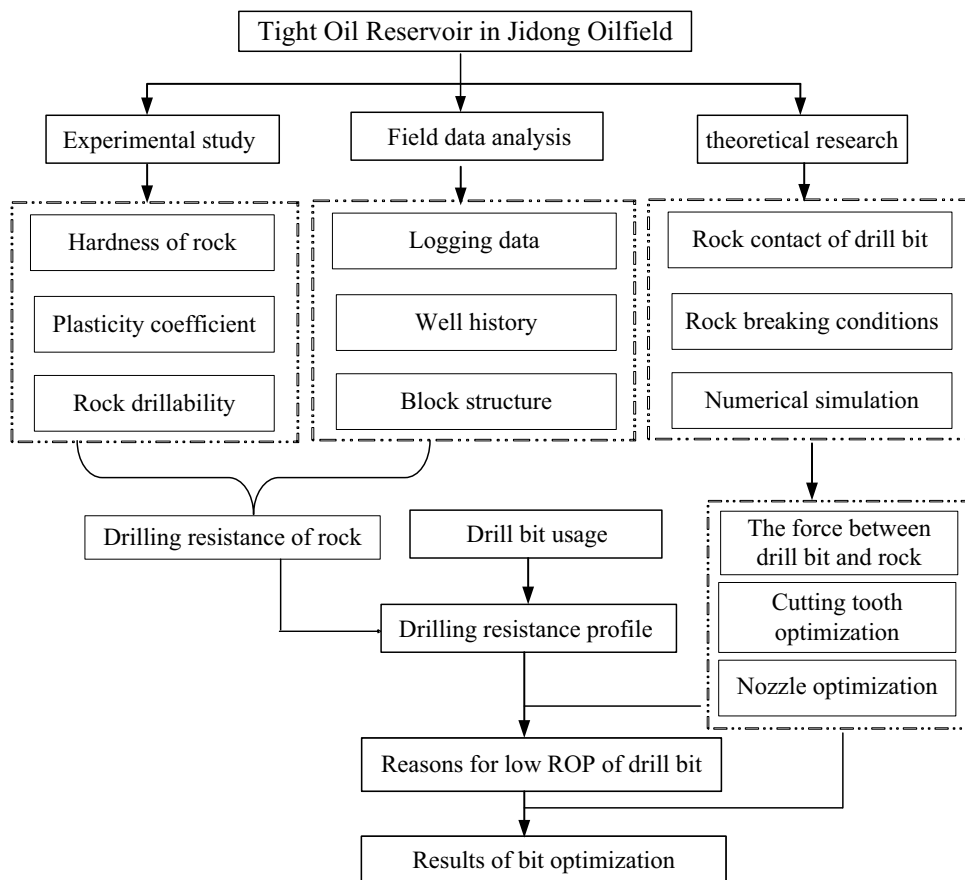 Tight Oil Reservoir in Jidong Oilfield
Experimental study
Field data analysis
theoretical research
Hardness of rock
Plasticity coefficient
Rock drillability
Logging data
Well history
Block structure
Rock contact of drill bit
Rock breaking conditions
Numerical simulation
Drilling resistance of rock
Drill bit usage
The force between
drill bit and rock
Cutting tooth
optimization
Nozzle optimization
Drilling resistance profile
Reasons for low ROP of drill bit
Results of bit optimization